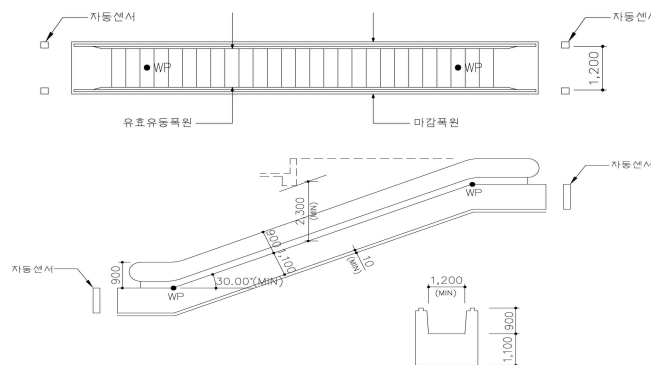 자동센서
자동센서
WP
WP
1,200
유효유동폭원
마감폭원
자동센서
WP
2,300
(MIN)
900
1,100
10
(MIN)
자동센서
900
30.00°(MIN)
WP
1,200
(MIN)
900
1,100